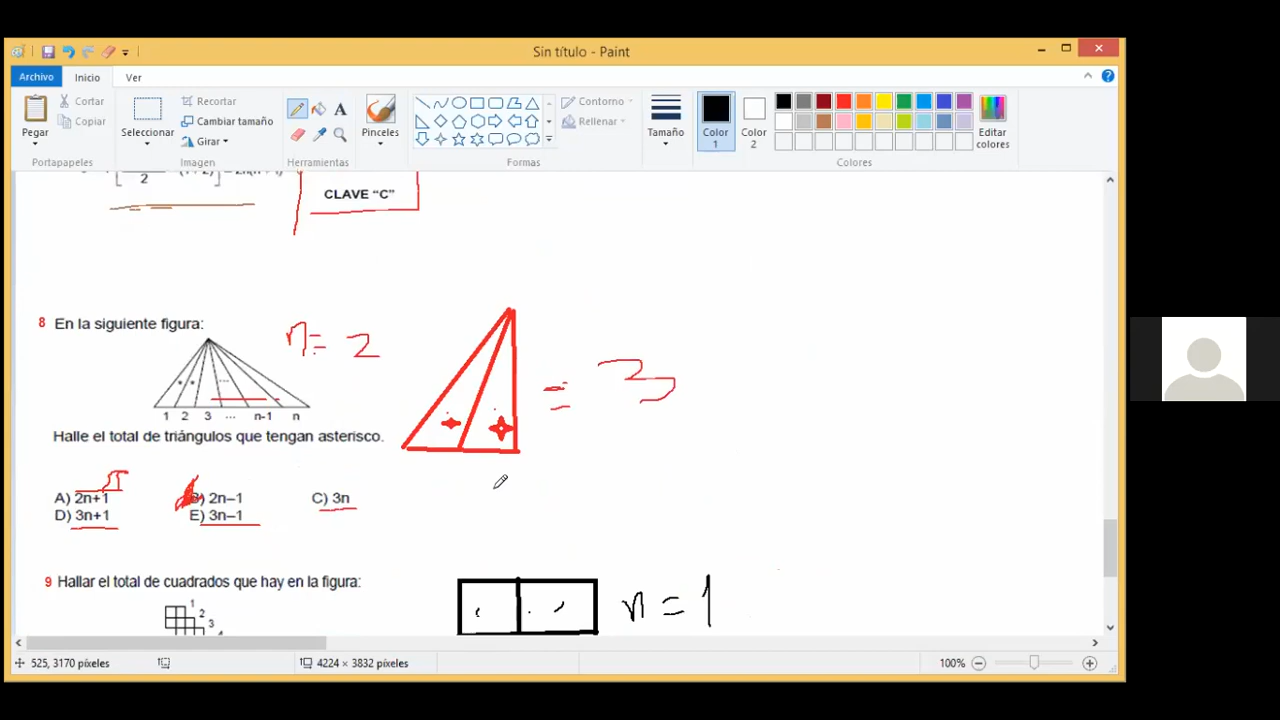 Sin título - Paint
Archivo Inicio Ver
Pegar
Cortar
Copiar
Portapapeles
Seleccionar
Recortar
Cambiar tamaño
Girar
Imagen
A
Herramientas
Pinceles
Contorno
Rellenar
Formas
Tamaño
Color 1
Color 2
Editar colores
Colores
2
CLAVE “C”
8 En la siguiente figura:
n= 2
= 3
1 2 3 ... n-1 n
Halle el total de triángulos que tengan asterisco.
A) 2n+1 B) 2n–1 C) 3n
D) 3n+1 E) 3n–1
9 Hallar el total de cuadrados que hay en la figura:
1
2
3
n = 1
525, 3170 píxeles 4224 × 3832 píxeles 100%